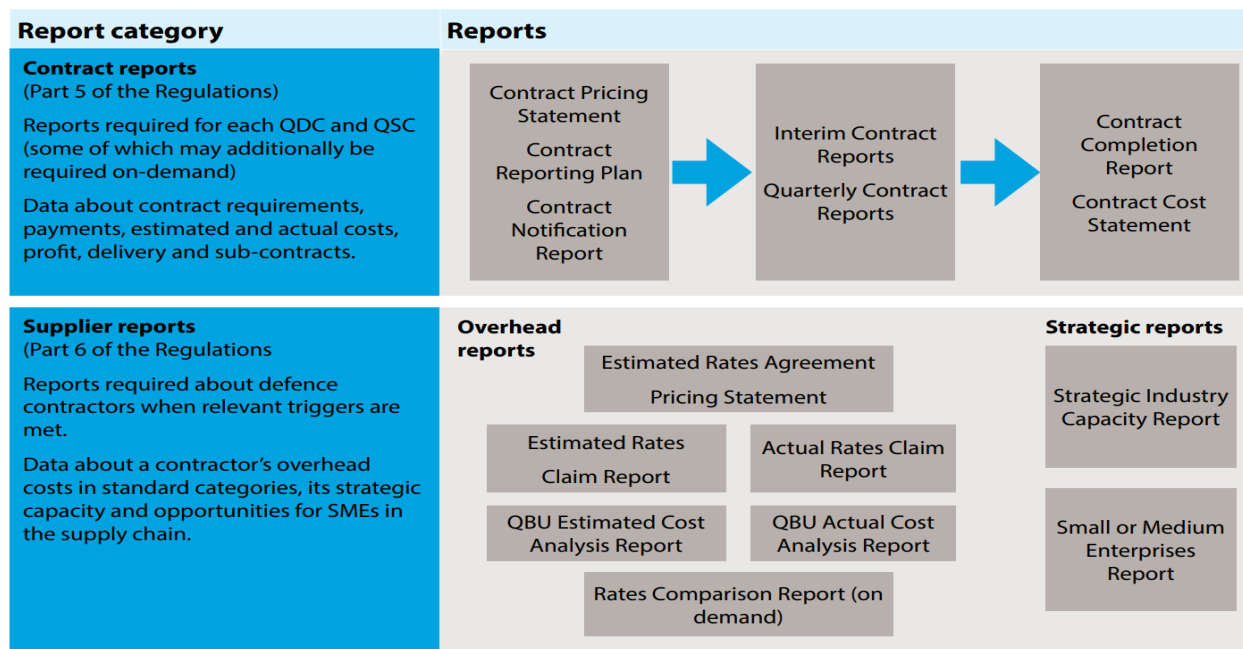 Report category
Reports
Contract reports
(Part 5 of the Regulations)
Reports required for each QDC and QSC
(some of which may additionally be
required on-demand)
Data about contract requirements,
payments, estimated and actual costs,
profit, delivery and sub-contracts.
Contract Pricing
Statement
Contract
Reporting Plan
Contract
Notification
Report
Interim Contract
Reports
Quarterly Contract
Reports
Contract
Completion
Report
Contract Cost
Statement
Supplier reports
(Part 6 of the Regulations
Reports required about defence
contractors when relevant triggers are
met.
Data about a contractor’s overhead
costs in standard categories, its strategic
capacity and opportunities for SMEs in
the supply chain.
Overhead
reports
Estimated Rates Agreement
Pricing Statement
Estimated Rates
Claim Report
Actual Rates Claim
Report
QBU Estimated Cost
Analysis Report
QBU Actual Cost
Analysis Report
Rates Comparison Report (on
demand)
Strategic reports
Strategic Industry
Capacity Report
Small or Medium
Enterprises
Report